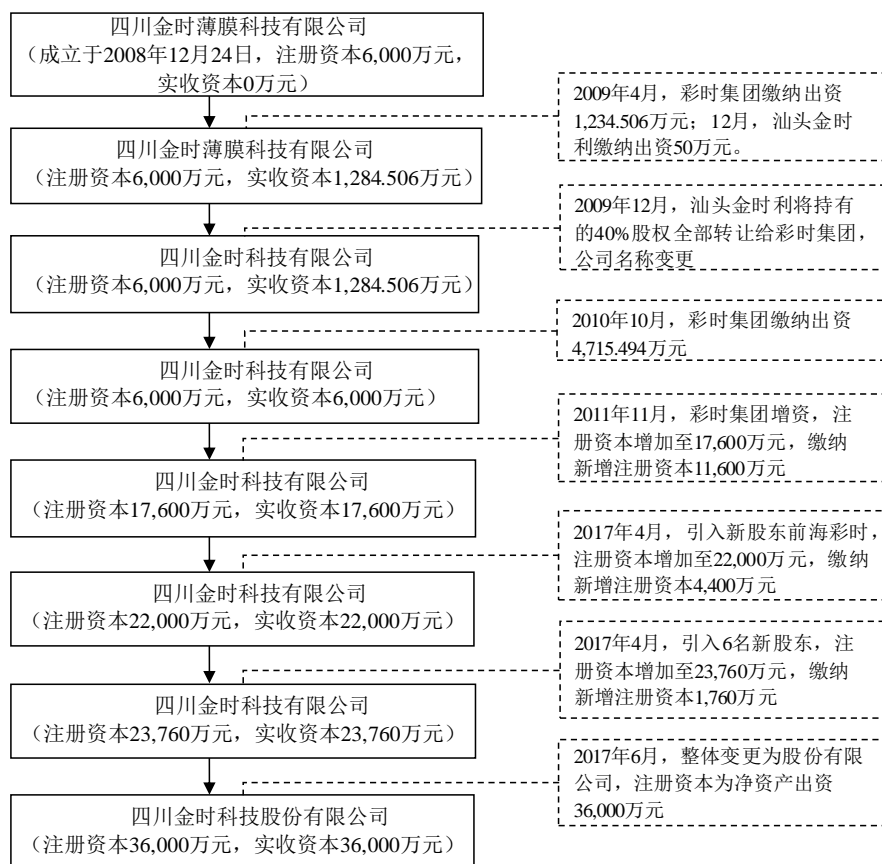 四川金时薄膜科技有限公司
（成立于2008年12月24日，注册资本6,000万元，
实收资本0万元）
2009年4月，彩时集团缴纳出资
1,234.506万元；12月，汕头金时
利缴纳出资50万元。
四川金时薄膜科技有限公司
（注册资本6,000万元，实收资本1,284.506万元）
2009年12月，汕头金时利将持有
的40%股权全部转让给彩时集团，
公司名称变更
四川金时科技有限公司
（注册资本6,000万元，实收资本1,284.506万元）
2010年10月，彩时集团缴纳出资
4,715.494万元
四川金时科技有限公司
（注册资本6,000万元，实收资本6,000万元）
2011年11月，彩时集团增资，注
册资本增加至17,600万元，缴纳
新增注册资本11,600万元
四川金时科技有限公司
（注册资本17,600万元，实收资本17,600万元）
2017年4月，引入新股东前海彩时，
注册资本增加至22,000万元，缴纳
新增注册资本4,400万元
四川金时科技有限公司
（注册资本22,000万元，实收资本22,000万元）
2017年4月，引入6名新股东，注
册资本增加至23,760万元，缴纳
新增注册资本1,760万元
四川金时科技有限公司
（注册资本23,760万元，实收资本23,760万元）
2017年6月，整体变更为股份有限
公司，注册资本为净资产出资
36,000万元
四川金时科技股份有限公司
（注册资本36,000万元，实收资本36,000万元）